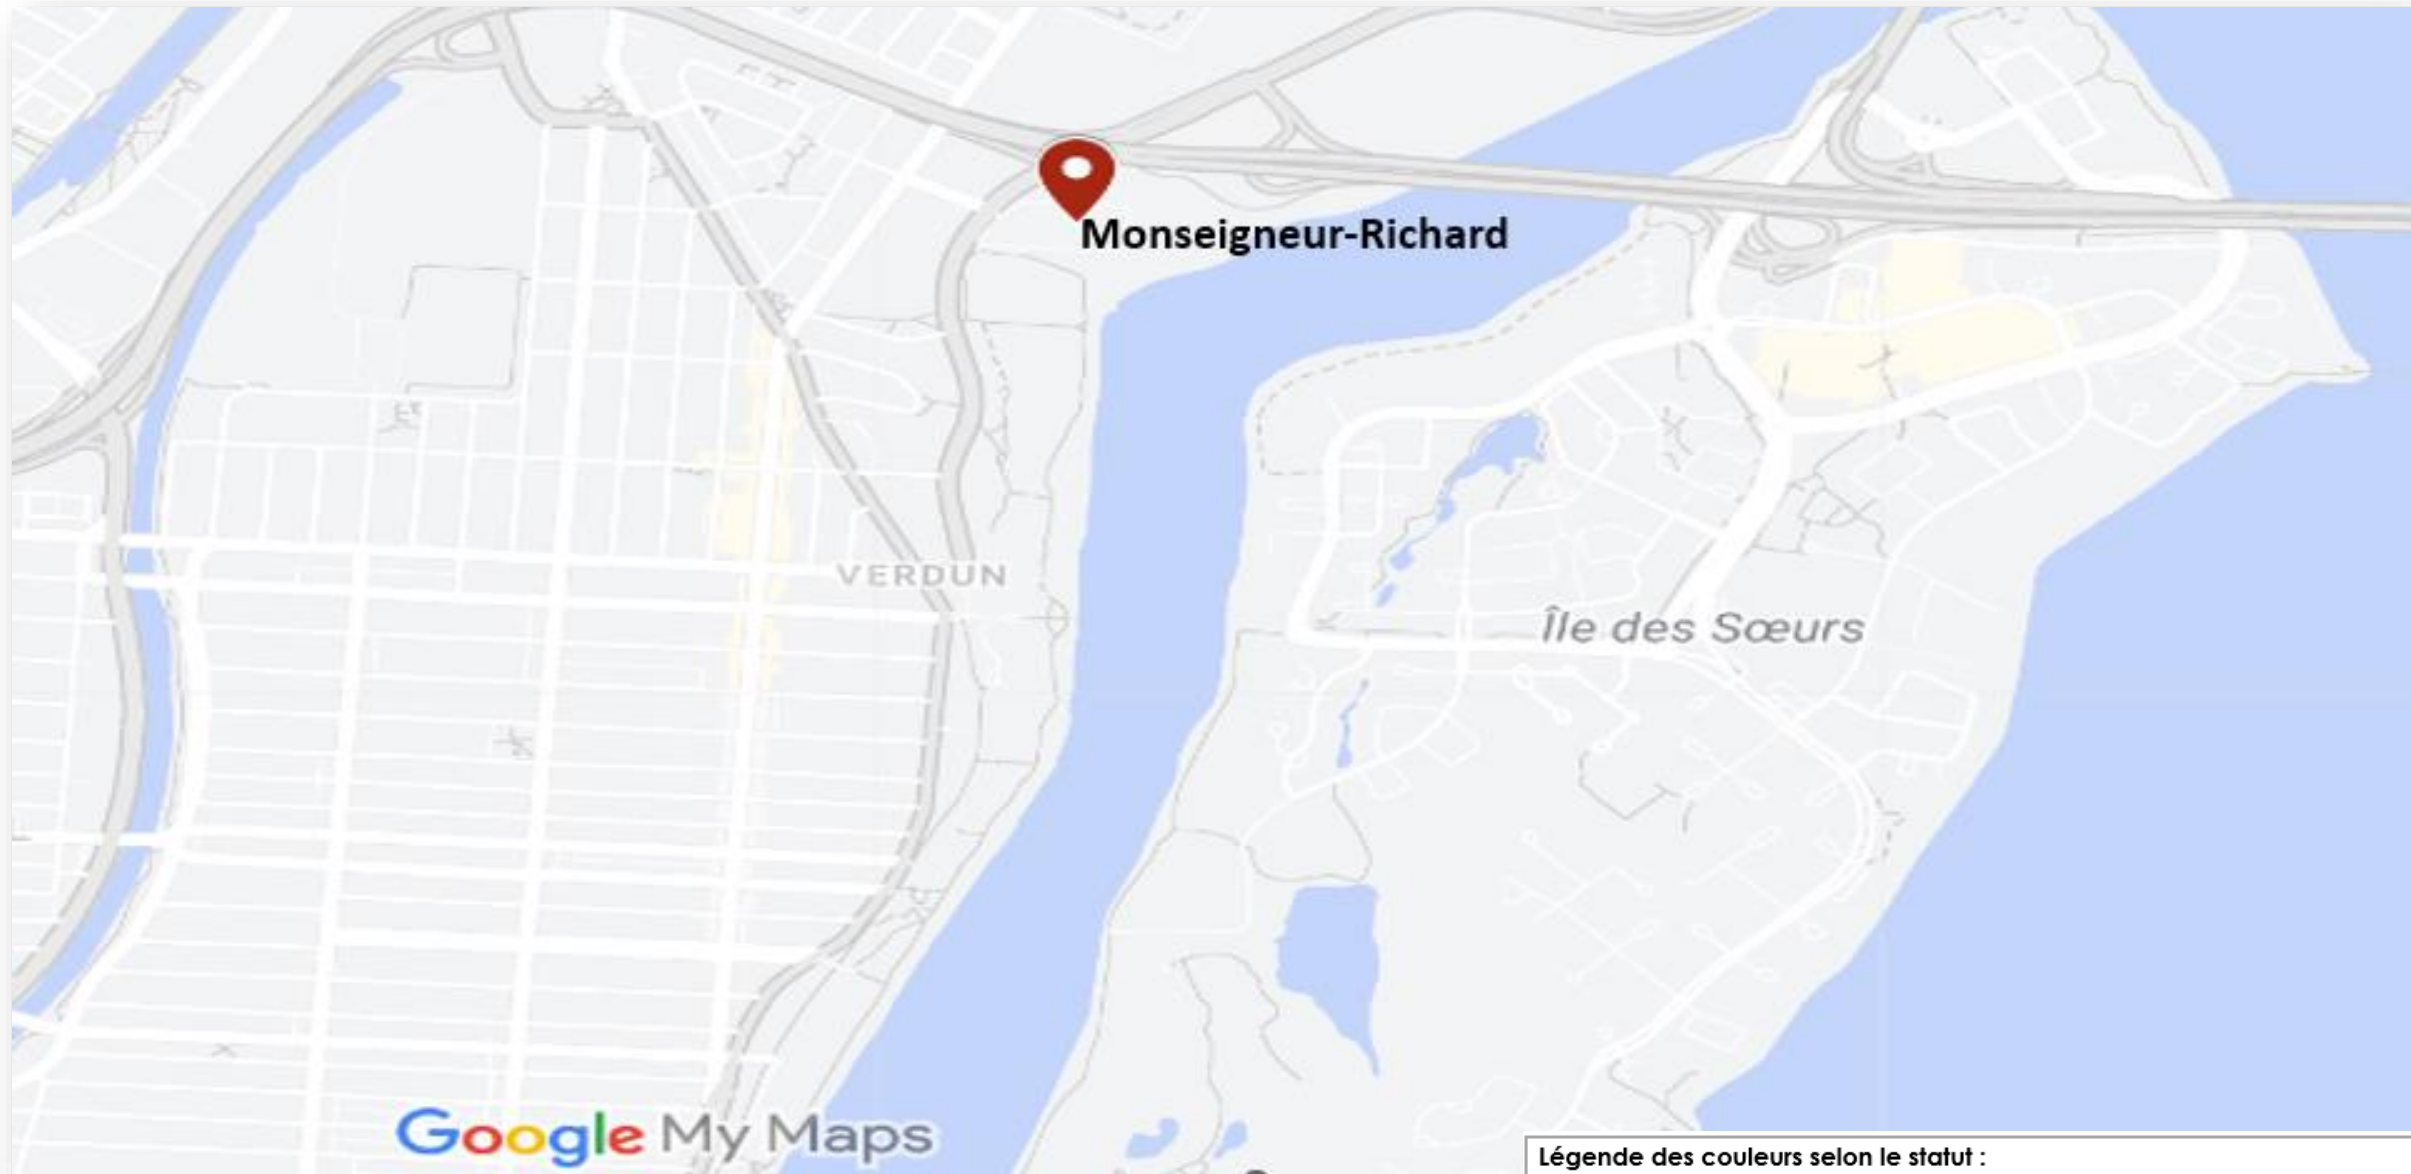 Monseigneur-Richard
VERDUN
Île des Sœurs
Google My Maps
Légende des couleurs selon le statut :